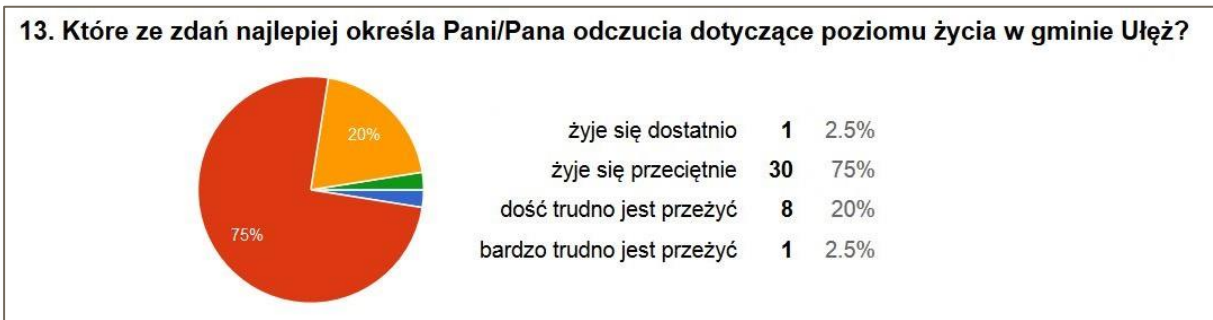 13. Które ze zdań najlepiej określa Pani/Pana odczucia dotyczące poziomu życia w gminie Ułęż?
20%
75%
żyje się dostatnio 1 2.5%
żyje się przeciętnie 30 75%
dość trudno jest przeżyć 8 20%
bardzo trudno jest przeżyć 1 2.5%